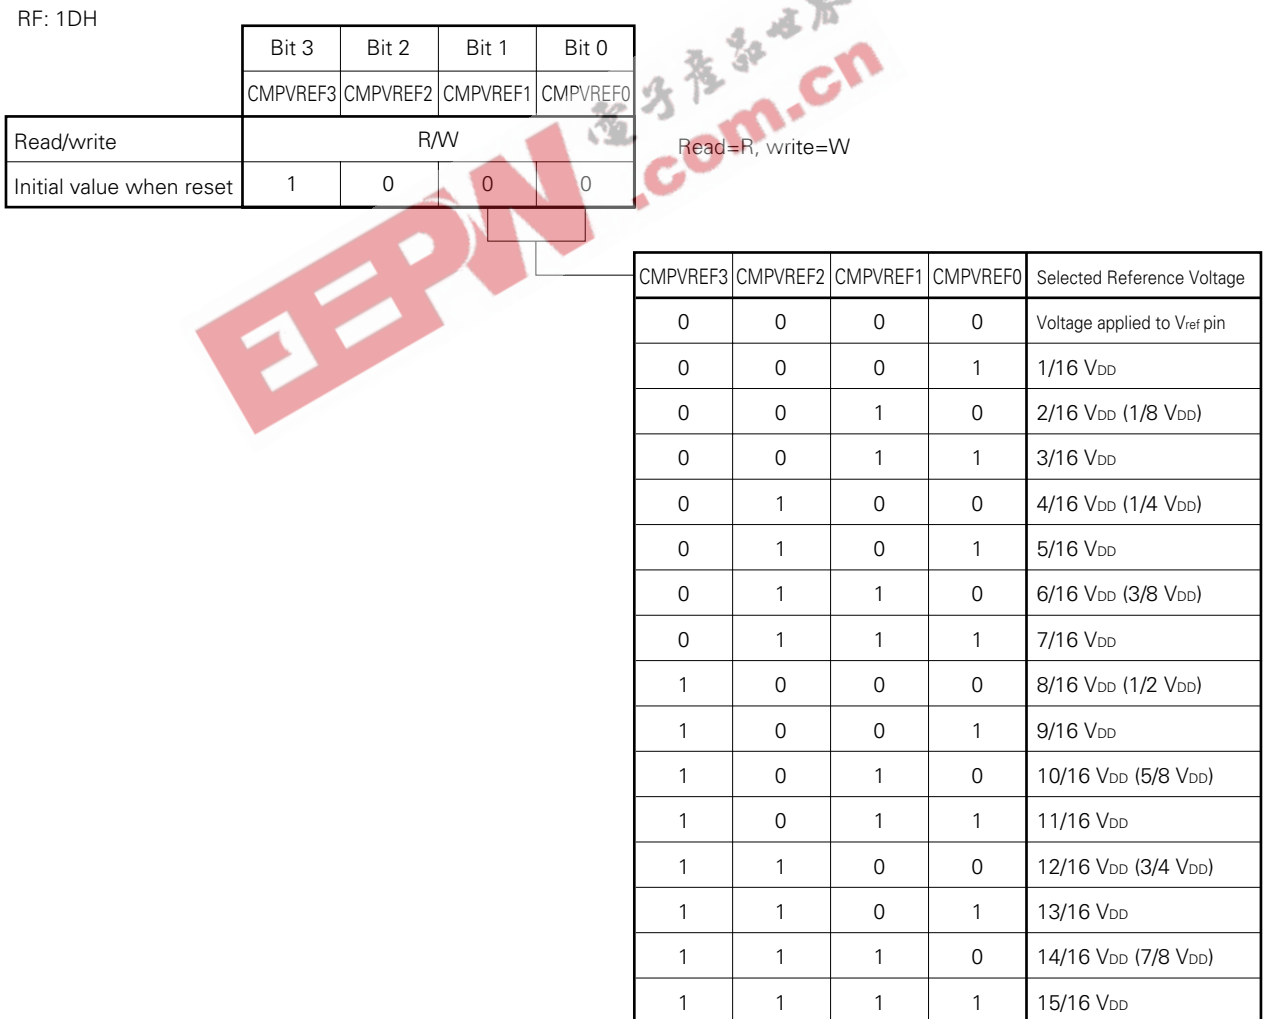 RF: 1DH
Bit 3 Bit 2 Bit 1 Bit 0
CMPVREF3 CMPVREF2 CMPVREF1 CMPVREF0
Read/write R/W
Read=R, write=W
Initial value when reset 1 0 0 0
EEPW .com.cn
電子產品世界
CMPVREF3 CMPVREF2 CMPVREF1 CMPVREF0 Selected Reference Voltage
0 0 0 0 Voltage applied to Vref pin
0 0 0 1 1/16 VDD
0 0 1 0 2/16 VDD (1/8 VDD)
0 0 1 1 3/16 VDD
0 1 0 0 4/16 VDD (1/4 VDD)
0 1 0 1 5/16 VDD
0 1 1 0 6/16 VDD (3/8 VDD)
0 1 1 1 7/16 VDD
1 0 0 0 8/16 VDD (1/2 VDD)
1 0 0 1 9/16 VDD
1 0 1 0 10/16 VDD (5/8 VDD)
1 0 1 1 11/16 VDD
1 1 0 0 12/16 VDD (3/4 VDD)
1 1 0 1 13/16 VDD
1 1 1 0 14/16 VDD (7/8 VDD)
1 1 1 1 15/16 VDD